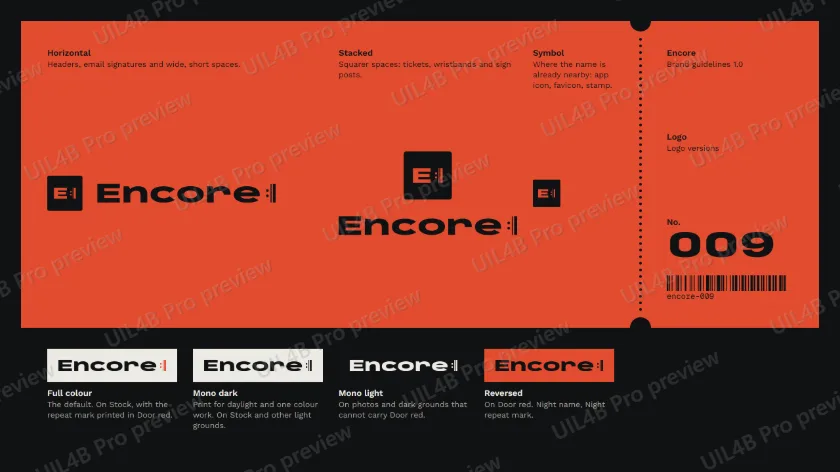 Horizontal
Headers, email signatures and wide, short spaces.
Stacked
Squarer spaces: tickets, wristbands and sign
posts.
Symbol
Where the name is
already nearby: app
icon, favicon, stamp.
Encore
Brand guidelines 1.0
Logo
Logo versions
E:|
Encore:||
E:|
Encore:||
E:|
No.
009
encore-009
Encore:||
Full colour
The default. On Stock, with the
repeat mark printed in Door red.
Encore:||
Mono dark
Print for daylight and one colour
work. On Stock and other light
grounds.
Encore:||
Mono light
On photos and dark grounds that
cannot carry Door red.
Encore:||
Reversed
On Door red. Night name, Night
repeat mark.
UIL4B Pro preview